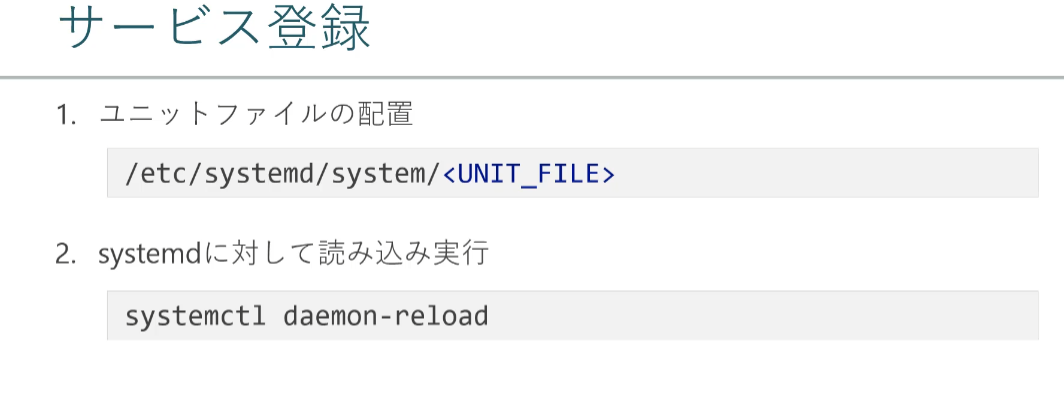 サービス登録
1. ユニットファイルの配置
/etc/systemd/system/<UNIT_FILE>
2. systemdに対して読み込み実行
systemctl daemon-reload